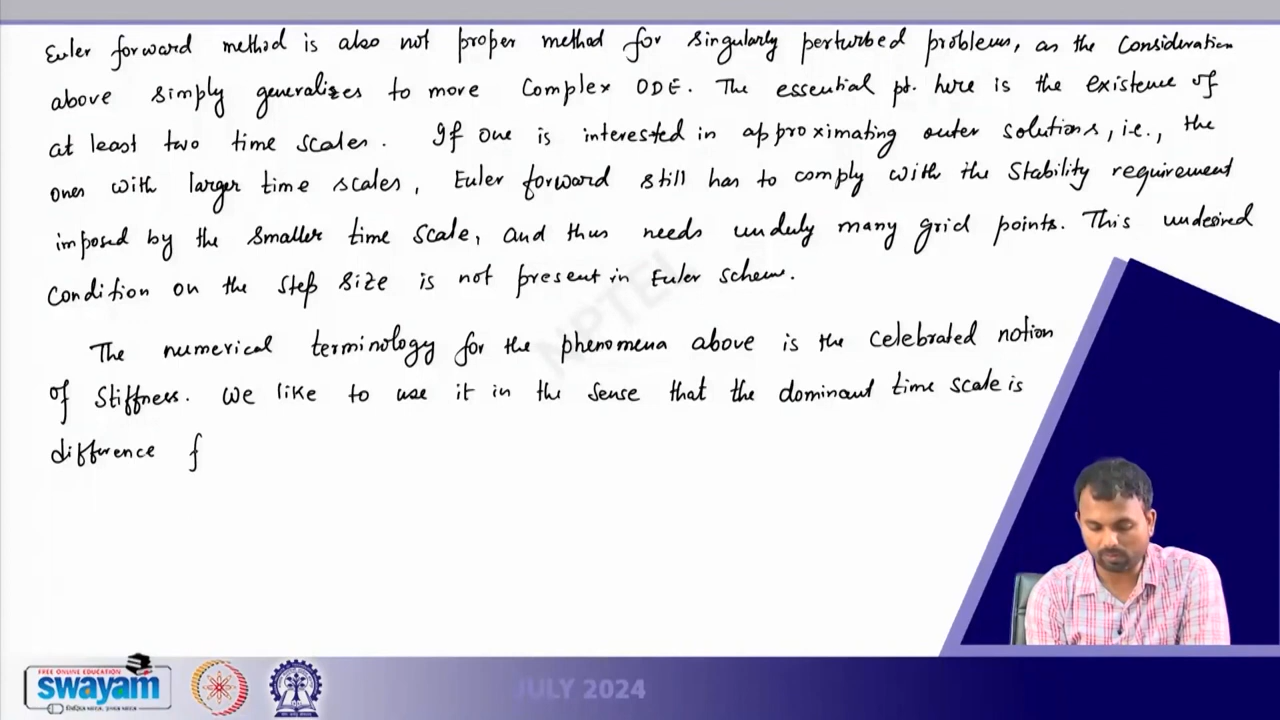 Euler forward method is also not proper method for singularly perturbed problems, as the consideration
above simply generalizes to more complex ODE. The essential pt. here is the existence of
at least two time scales. If one is interested in approximating outer solutions, i.e., the
ones with larger time scales, Euler forward still has to comply with the stability requirement
imposed by the smaller time scale, and thus needs unduly many grid points. This undesired
condition on the step size is not present in Euler scheme.
The numerical terminology for the phenomena above is the celebrated notion
of stiffness. We like to use it in the sense that the dominant time scale is
difference f
NPTEL
FREE ONLINE EDUCATION
swayam
JULY 2024